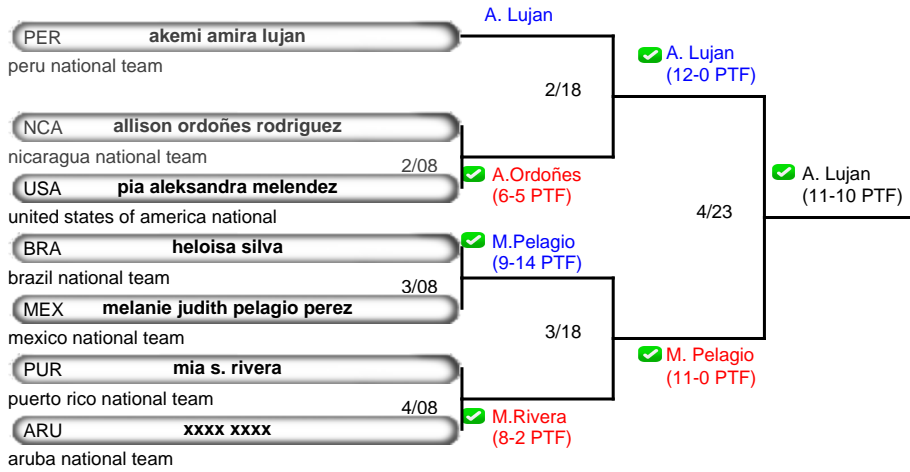 A. Lujan
PER akemi amira lujan
peru national team
A. Lujan
(12-0 PTF)
2/18
NCA allison ordoñes rodriguez
nicaragua national team
2/08
A.Ordoñes
(6-5 PTF)
USA pia aleksandra melendez
united states of america national
A. Lujan
(11-10 PTF)
4/23
BRA heloisa silva
brazil national team
M.Pelagio
(9-14 PTF)
3/08
MEX melanie judith pelagio perez
mexico national team
3/18
PUR mia s. rivera
puerto rico national team
M. Pelagio
(11-0 PTF)
4/08
ARU xxxx xxxx
aruba national team
M.Rivera
(8-2 PTF)